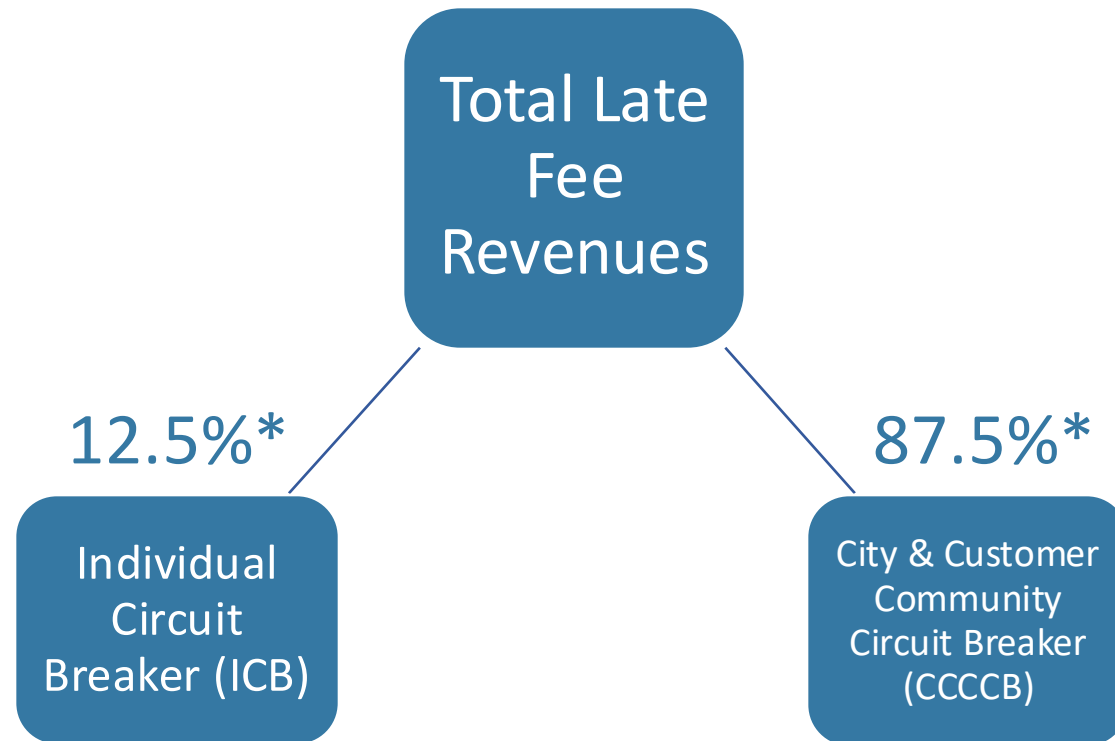 Total Late
Fee
Revenues
12.5%*
87.5%*
Individual
Circuit
Breaker (ICB)
City & Customer
Community
Circuit Breaker
(CCCCB)